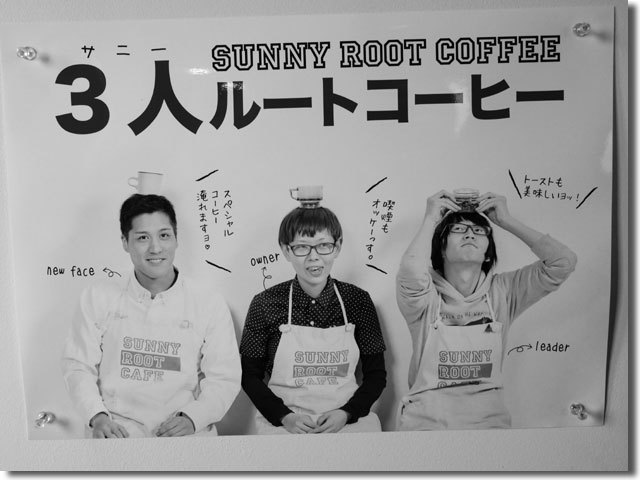 サニー
SUNNY ROOT COFFEE
3人ルートコーヒー
スペシャル
コーヒー
淹れますョ。
喫煙も
オッケーっす。
トーストも
美味しいヨッ!
new face
owner
leader
SUNNY
ROOT
CAFE
SUNNY
ROOT
CAFE
SUNNY
ROOT
CAFE